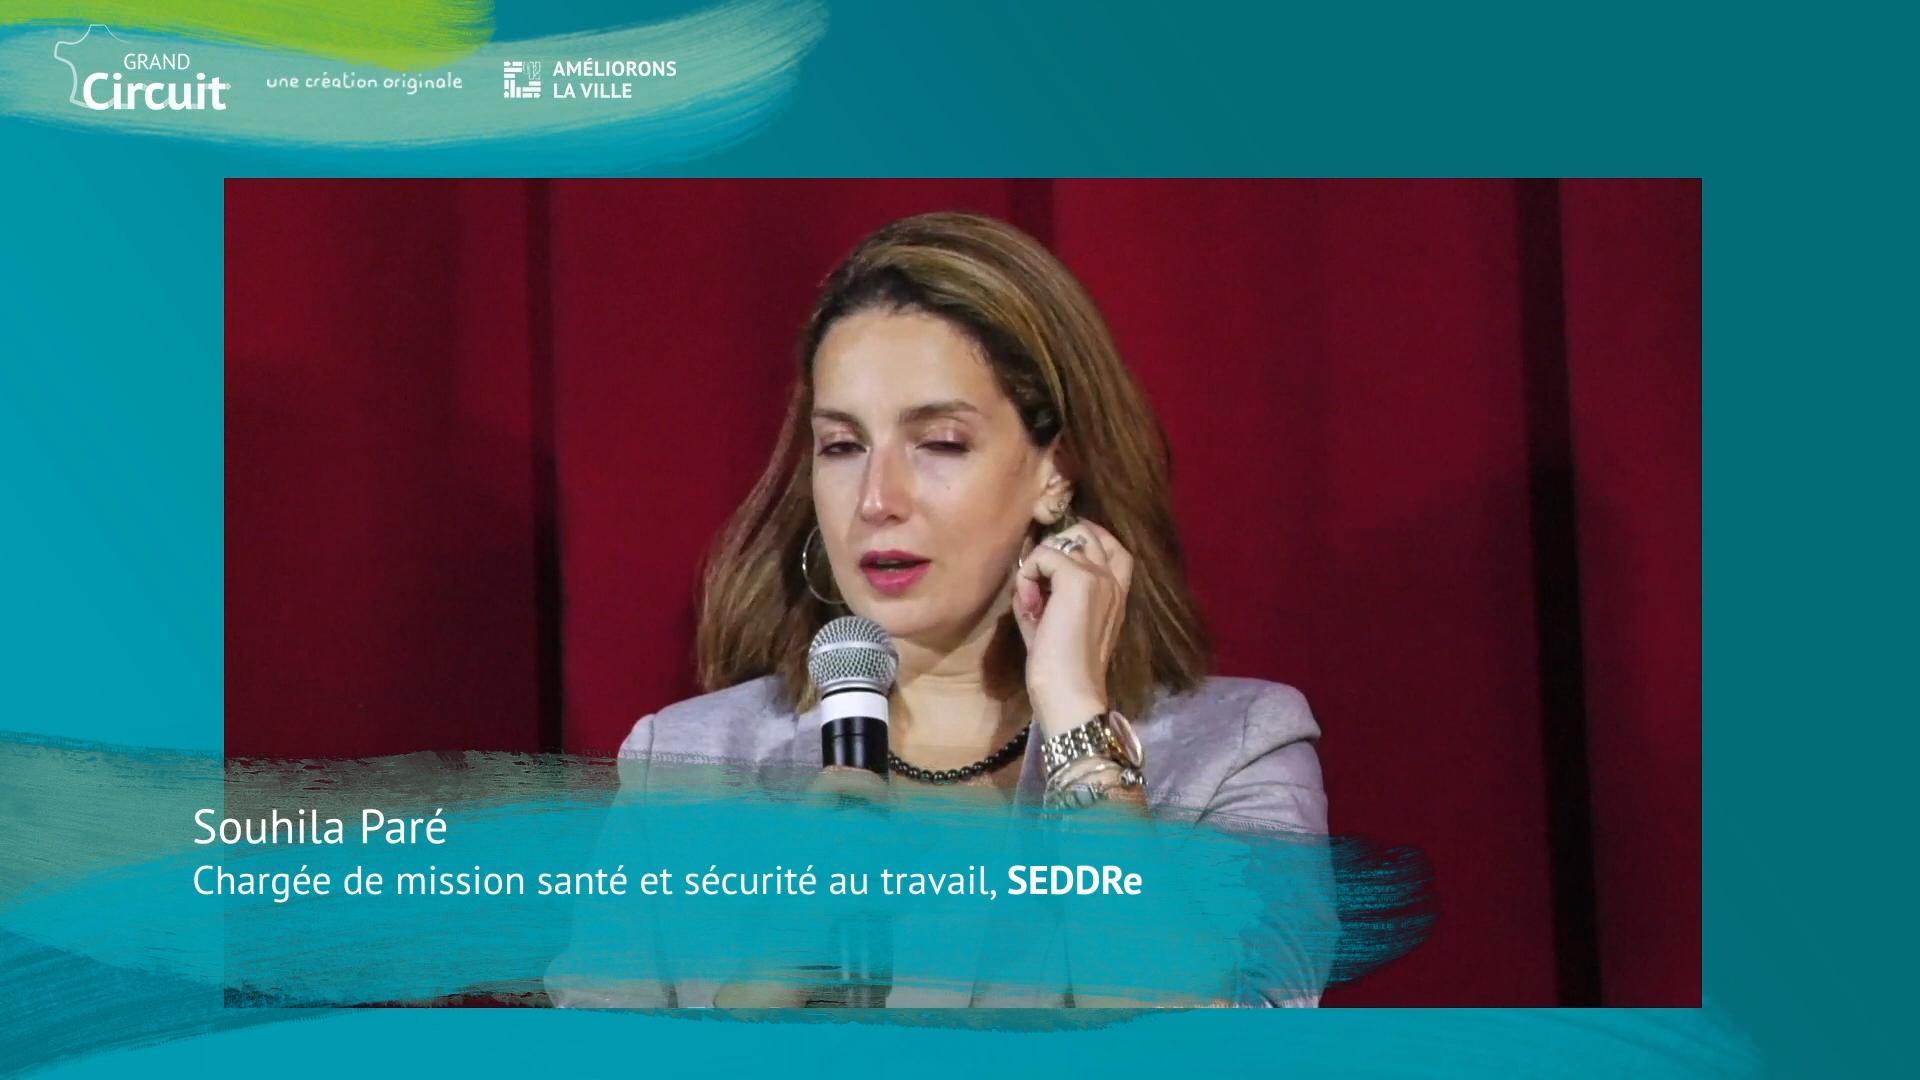 GRAND
Circuit
une création originale
AMÉLIORONS
LA VILLE
Souhila Paré
Chargée de mission santé et sécurité au travail, SEDDRe